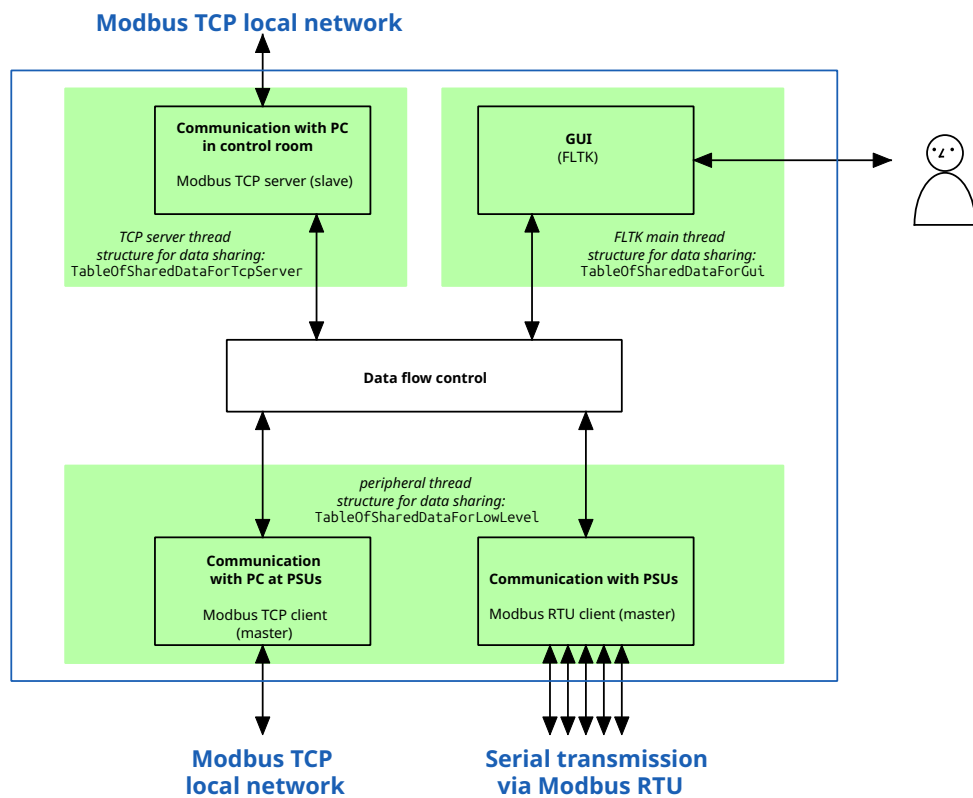 Modbus TCP local network
Communication with PC
in control room
Modbus TCP server (slave)
TCP server thread
structure for data sharing:
TableOfSharedDataForTcpServer
GUI
(FLTK)
FLTK main thread
structure for data sharing:
TableOfSharedDataForGui
Data flow control
peripheral thread
structure for data sharing:
TableOfSharedDataForLowLevel
Communication
with PC at PSUs
Modbus TCP client
(master)
Communication with PSUs
Modbus RTU client (master)
Modbus TCP
local network
Serial transmission
via Modbus RTU